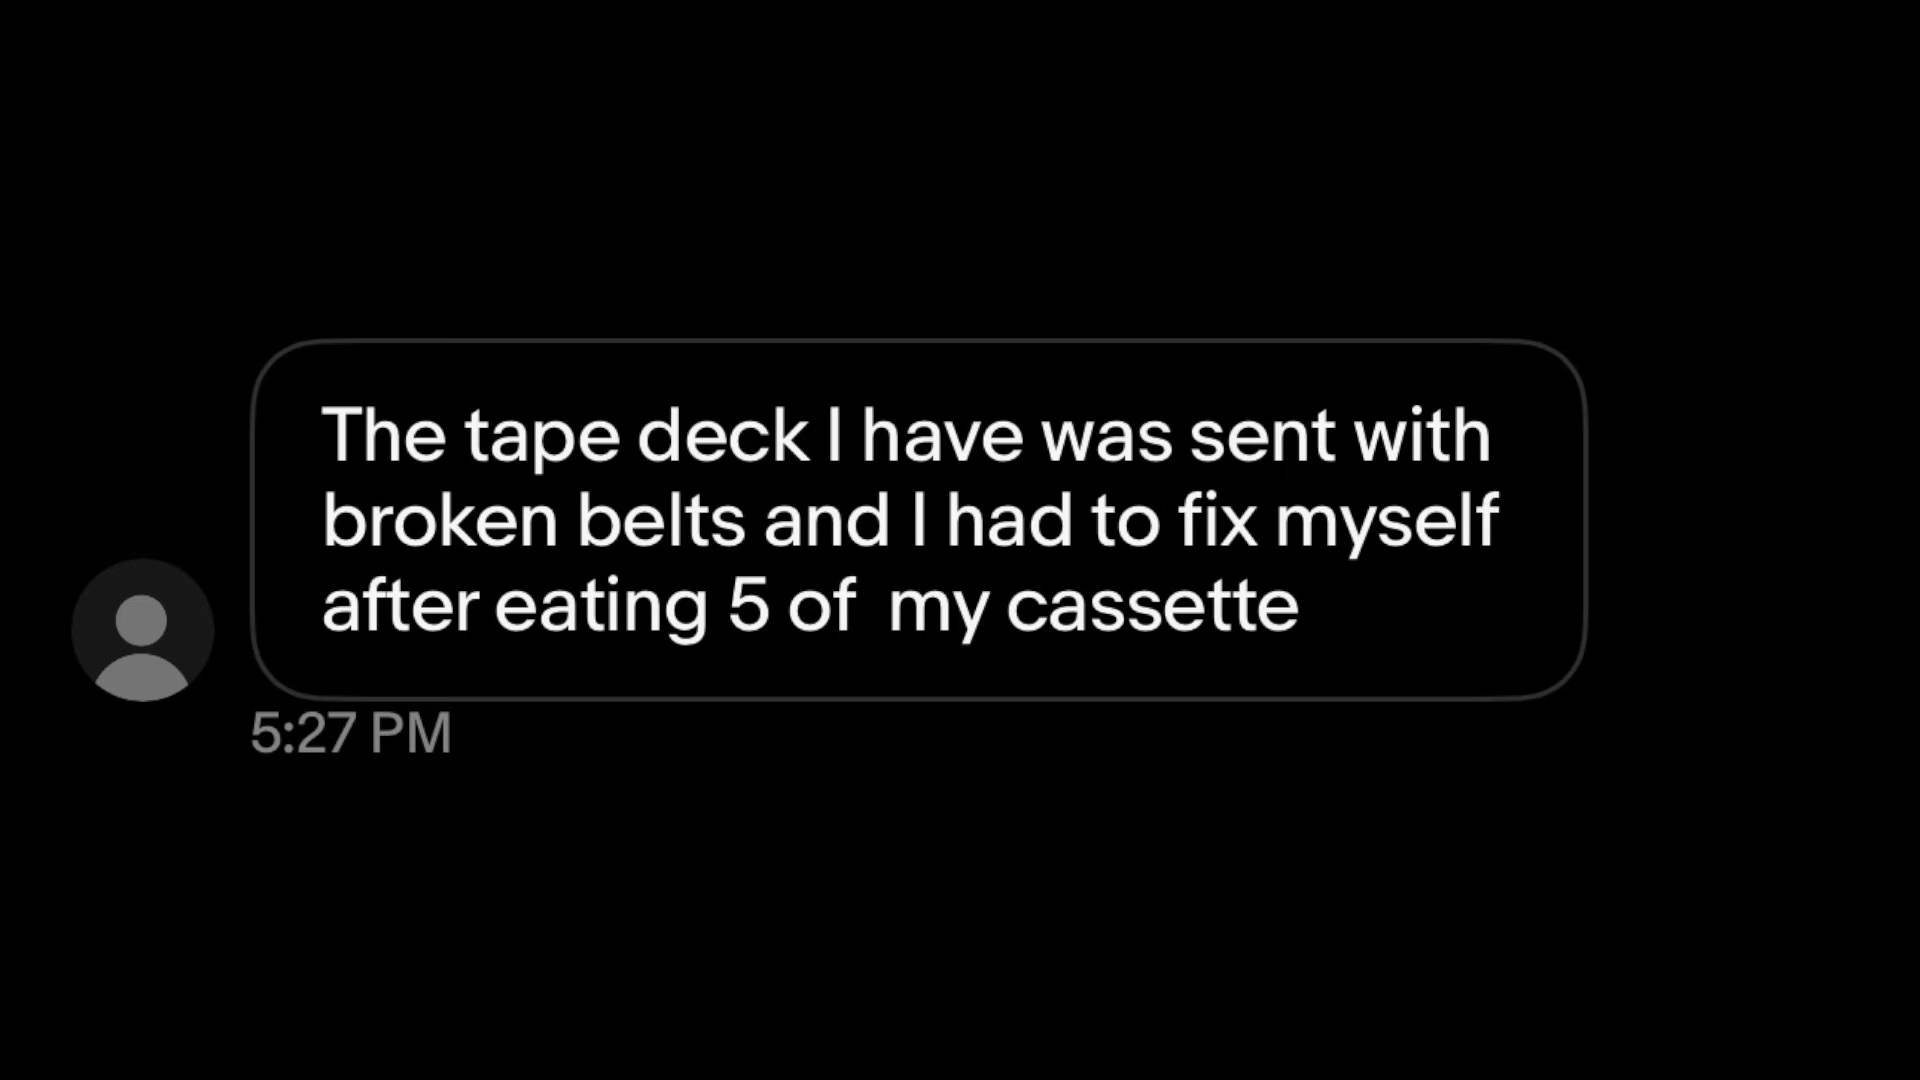 The tape deck I have was sent with
broken belts and I had to fix myself
after eating 5 of  my cassette
5:27 PM